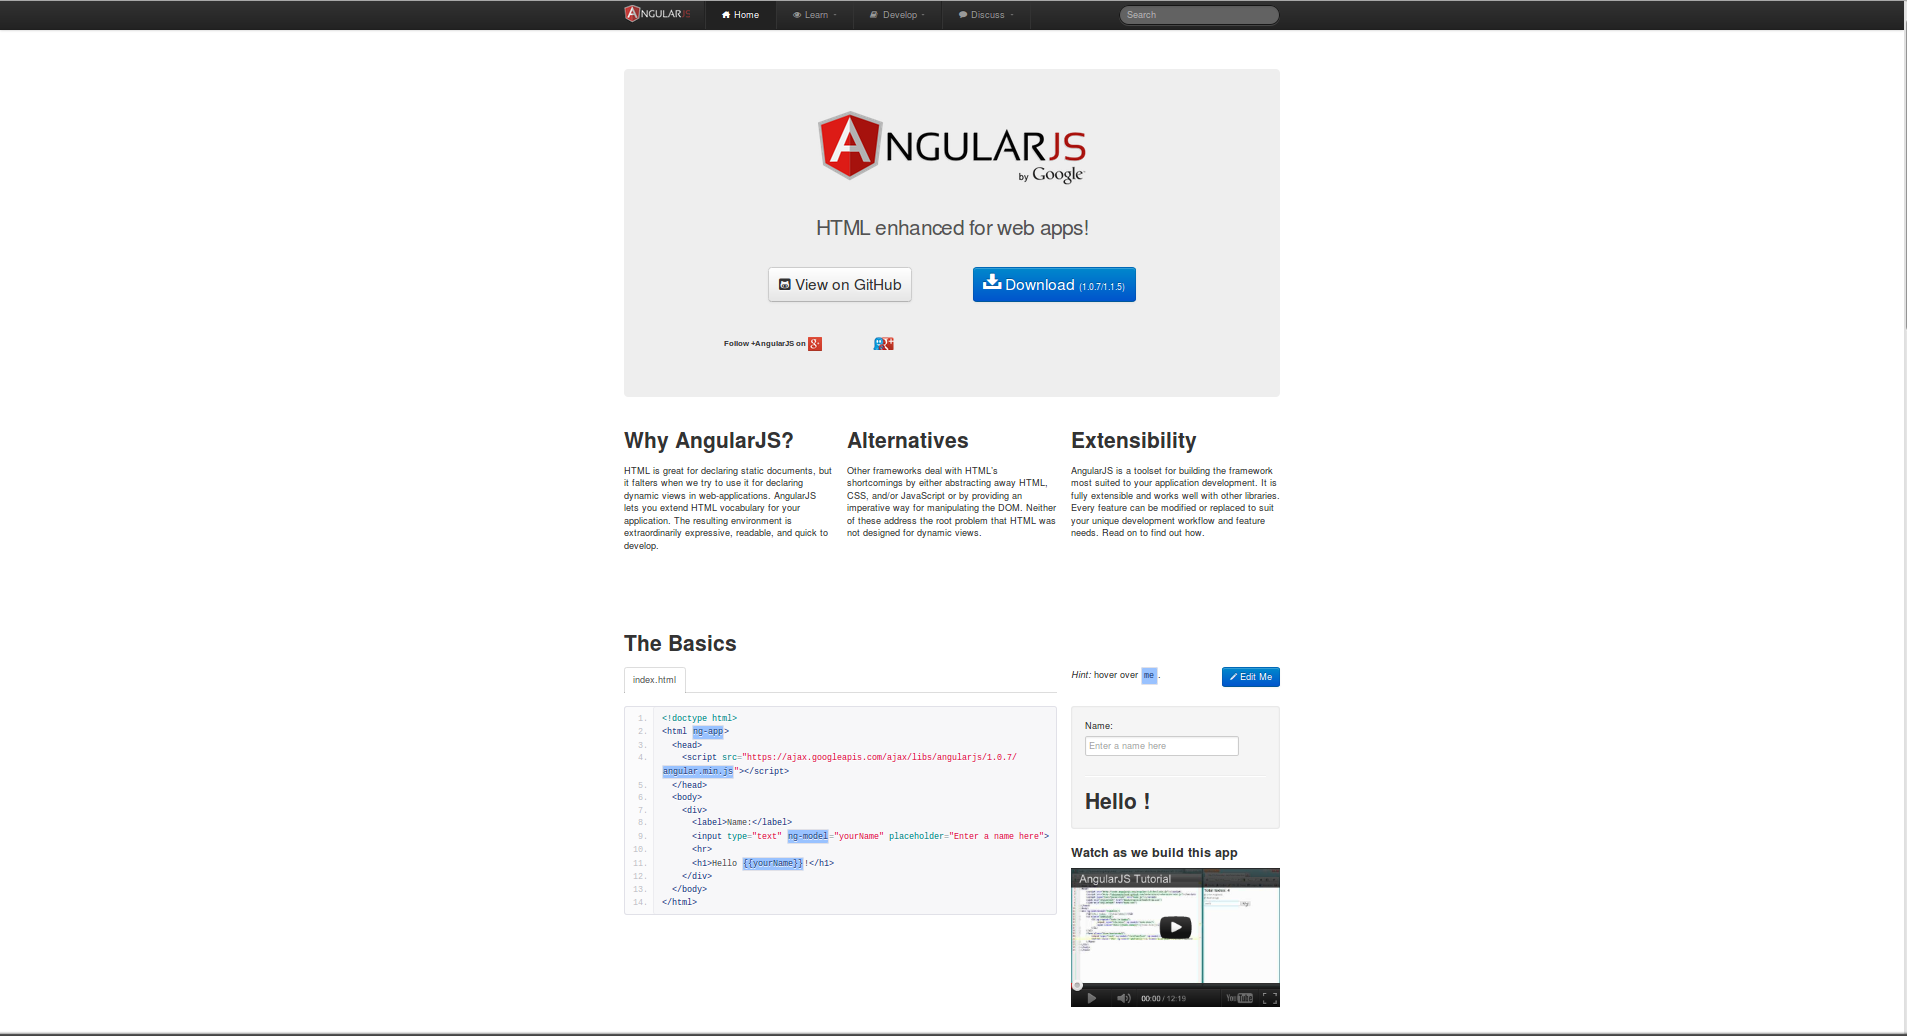 ANGULARJS
Home
Learn
Develop
Discuss
Search
ANGULARJS
by Google
HTML enhanced for web apps!
View on GitHub
Download (1.0.7/1.1.5)
Follow +AngularJS on
Why AngularJS?
HTML is great for declaring static documents, but
it falters when we try to use it for declaring
dynamic views in web-applications. AngularJS
lets you extend HTML vocabulary for your
application. The resulting environment is
extraordinarily expressive, readable, and quick to
develop.
Alternatives
Other frameworks deal with HTML's
shortcomings by either abstracting away HTML,
CSS, and/or JavaScript or by providing an
imperative way for manipulating the DOM. Neither
of these address the root problem that HTML was
not designed for dynamic views.
Extensibility
AngularJS is a toolset for building the framework
most suited to your application development. It is
fully extensible and works well with other libraries.
Every feature can be modified or replaced to suit
your unique development workflow and feature
needs. Read on to find out how.
The Basics
index.html
1. <!doctype html>
2. <html ng-app>
3. <head>
4. <script src="https://ajax.googleapis.com/ajax/libs/angularjs/1.0.7/
angular.min.js"></script>
5. </head>
6. <body>
7. <div>
8. <label>Name:</label>
9. <input type="text" ng-model="yourName" placeholder="Enter a name here">
10. <hr>
11. <h1>Hello {{yourName}}!</h1>
12. </div>
13. </body>
14. </html>
Hint: hover over me .
Edit Me
Name:
Enter a name here
Hello !
Watch as we build this app
AngularJS Tutorial
00:00 / 12:19
YouTube